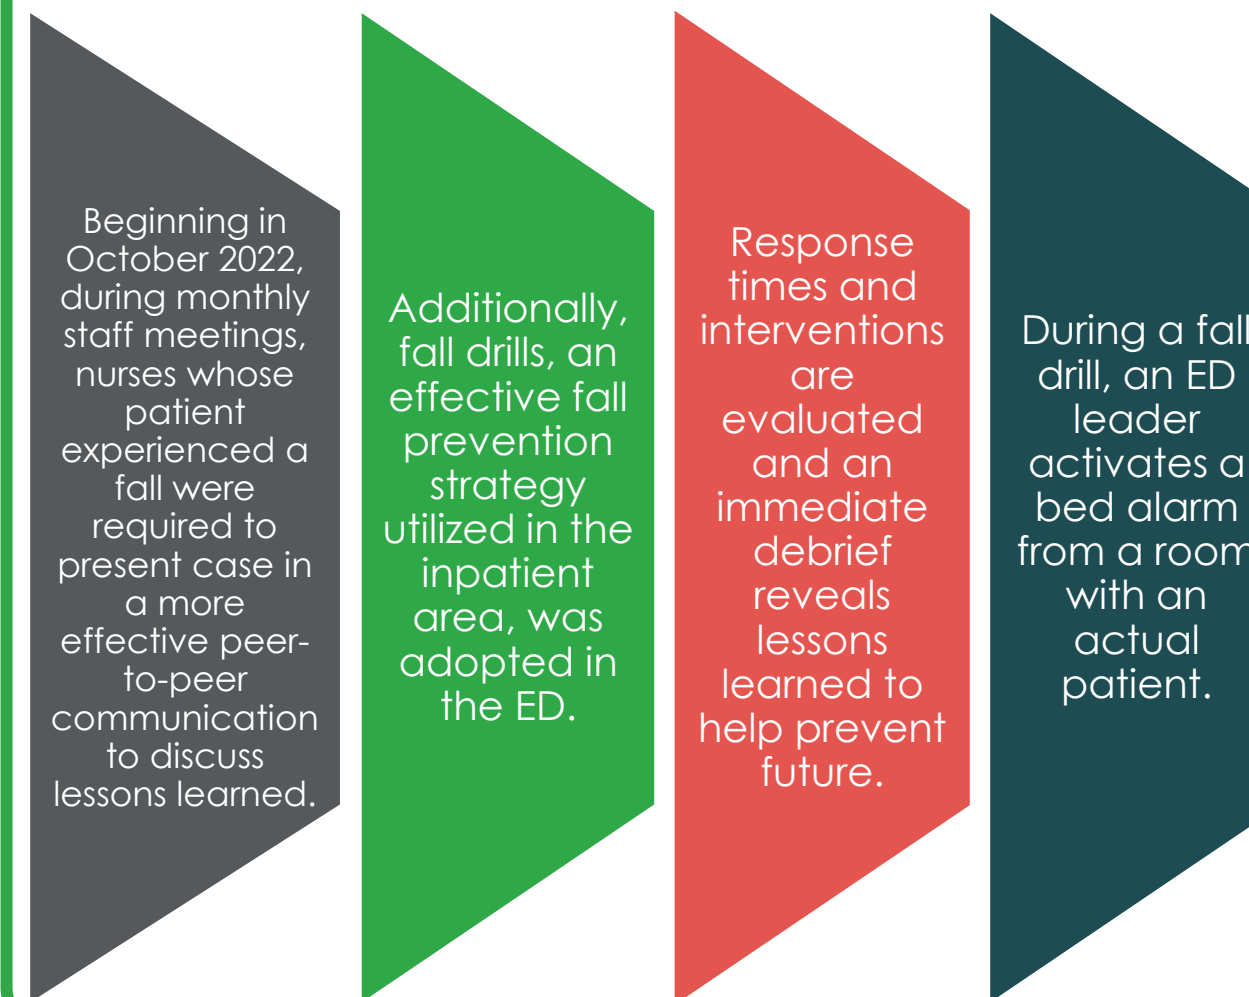 Beginning in
October 2022,
during monthly
staff meetings,
nurses whose
patient
experienced a
fall were
required to
present case in
a more
effective peer-
to-peer
communication
to discuss
lessons learned.
Additionally,
fall drills, an
effective fall
prevention
strategy
utilized in the
inpatient
area, was
adopted in
the ED.
Response
times and
interventions
are
evaluated
and an
immediate
debrief
reveals
lessons
learned to
help prevent
future.
During a fall
drill, an ED
leader
activates a
bed alarm
from a room
with an
actual
patient.